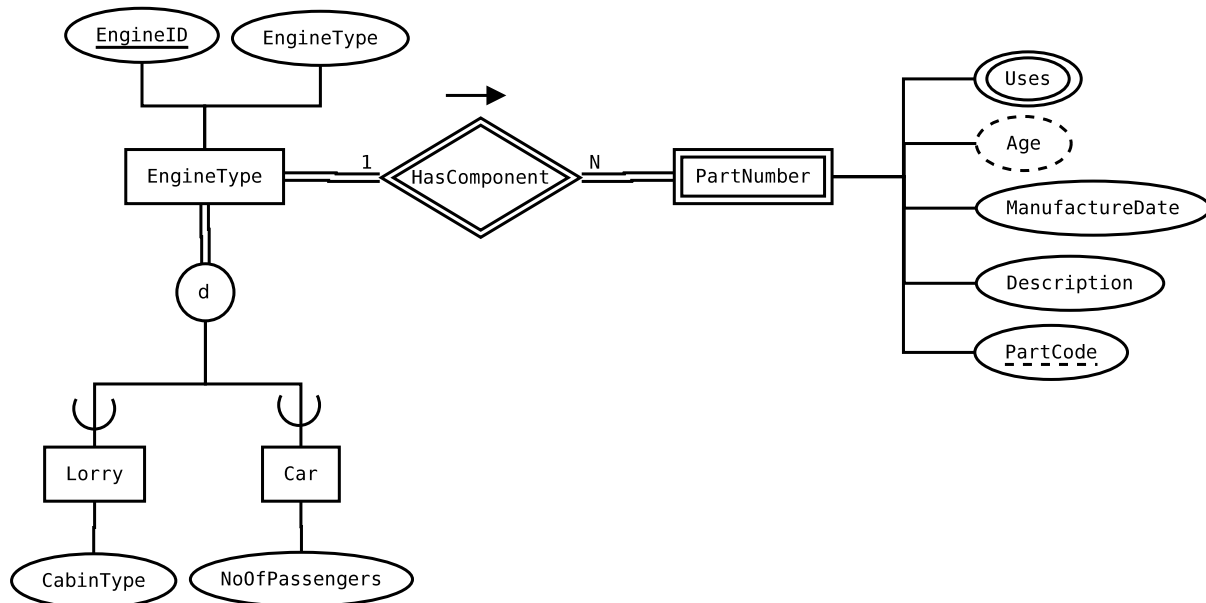 EngineID
EngineType
Uses
Age
EngineType
1
HasComponent
N
PartNumber
ManufactureDate
Description
d
PartCode
Lorry
Car
CabinType
NoOfPassengers